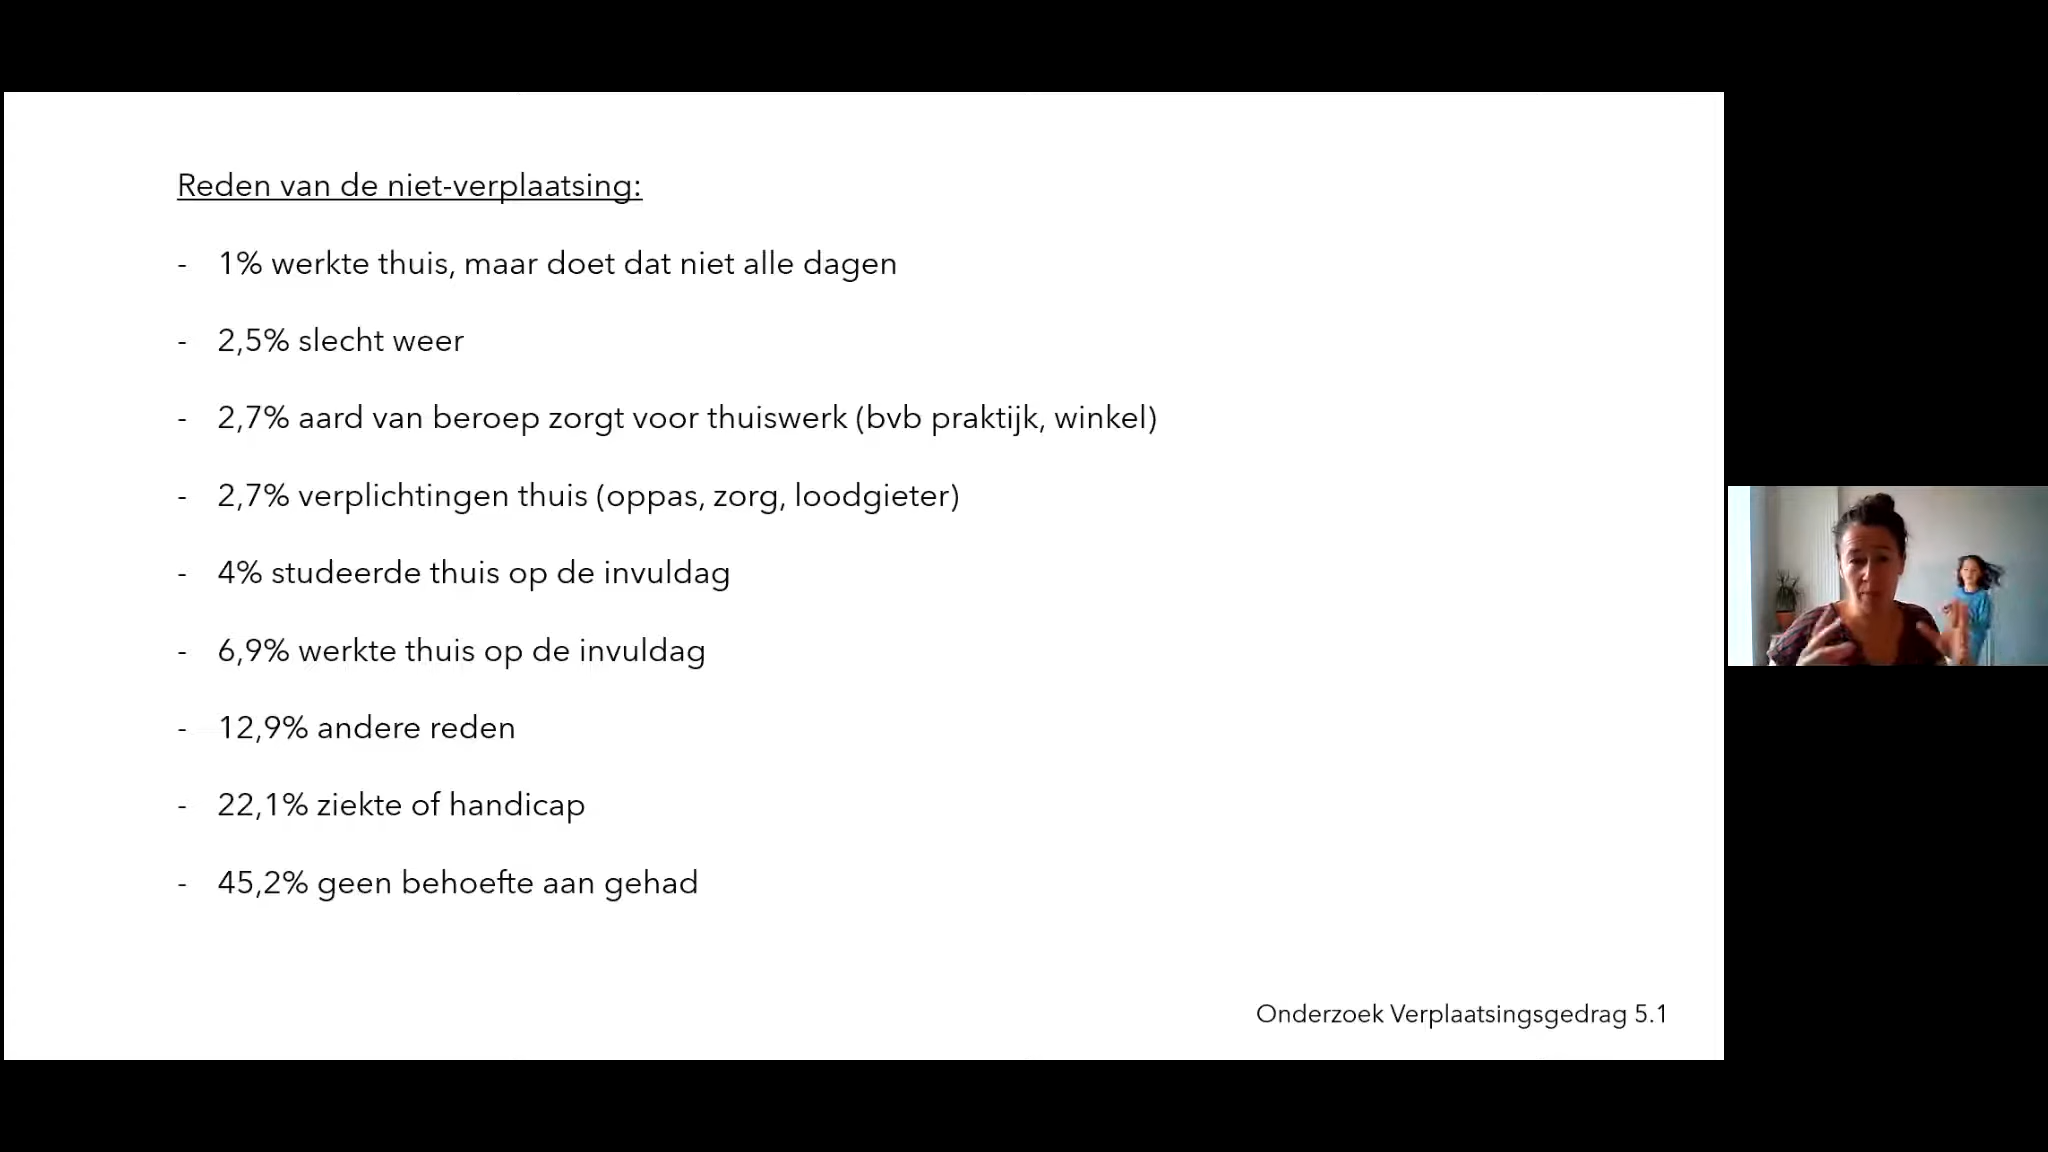 Reden van de niet-verplaatsing:
- 1% werkte thuis, maar doet dat niet alle dagen
- 2,5% slecht weer
- 2,7% aard van beroep zorgt voor thuiswerk (bvb praktijk, winkel)
- 2,7% verplichtingen thuis (oppas, zorg, loodgieter)
- 4% studeerde thuis op de invuldag
- 6,9% werkte thuis op de invuldag
- 12,9% andere reden
- 22,1% ziekte of handicap
- 45,2% geen behoefte aan gehad
Onderzoek Verplaatsingsgedrag 5.1